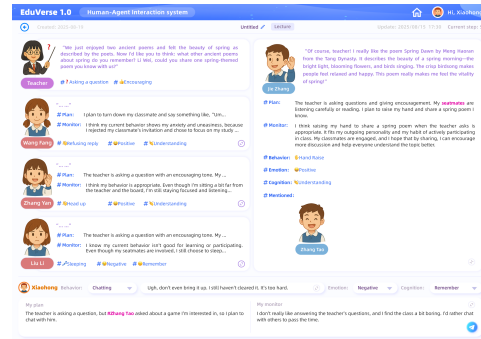 EduVerse 1.0
Human-Agent interaction system
Hi, Xiaohong
Created: 2025.06.14
Untitled
Lecture
Update: 2025/06/15 17:30
Current step:
"We just enjoyed two ancient poems and felt the beauty of spring as
described by the poets. Now I'd like you to think: what other ancient poems
about spring do you remember? Li Wei, could you share one spring-themed
poem you know with us?"
Teacher
# ? Asking a question
# Encouraging
"......"
# Plan: I plan to turn down my classmate and say something like, "Um...
# Monitor: I think my current behavior shows my anxiety and uneasiness, because
I rejected my classmate's invitation and chose to focus on my study ...
Wang Fang
# Refusing reply
# Positive
# Understanding
"......"
# Plan: The teacher is asking a question with an encouraging tone. My ...
# Monitor: I think my behavior is appropriate. Even though I'm sitting a bit far from
the teacher and the board, I'm still staying focused and listening...
Zhang Yan
# Head up
# Positive
# Understanding
"......"
# Plan: The teacher is asking a question with an encouraging tone. My ...
# Monitor: I know my current behavior isn't good for learning or participating.
Even though my seatmates are involved, I still choose to sleep...
Liu Li
# Sleeping
# Negative
# Remember
"Of course, teacher! I really like the poem Spring Dawn by Meng Haoran
from the Tang Dynasty. It describes the beauty of spring morning—the
bright light, blooming flowers, and birds singing. The crisp birdsong makes
people feel relaxed and happy. This poem really makes me feel the vitality
of spring!"
Jie Zhang
# Plan: The teacher is asking questions and giving encouragement. My seatmates are
listening carefully or reading. I plan to raise my hand and share a poem I
know.
# Monitor: I think raising my hand to share a spring poem when the teacher asks is
appropriate. It fits my outgoing personality and my habit of actively participating
in class. My classmates are engaged, and I hope that by sharing, I can encourage
more discussion and help everyone understand the topic better.
# Behavior: Hand Raise
# Emotion: Positive
# Cognition: Understanding
# Mentioned:
Zhang Yan
Xiaohong
Behavior:
Chatting
Ugh, don't even bring it up. I still haven't cleared it. It's too hard.
Emotion:
Negative
Cognition:
Remember
My plan
The teacher is asking a question, but @Zhang Yan asked about a game I'm interested in, so I plan to
chat with him.
My monitor
I don't really like answering the teacher's questions, and I find the class a bit boring. I'd rather chat
with others to pass the time.